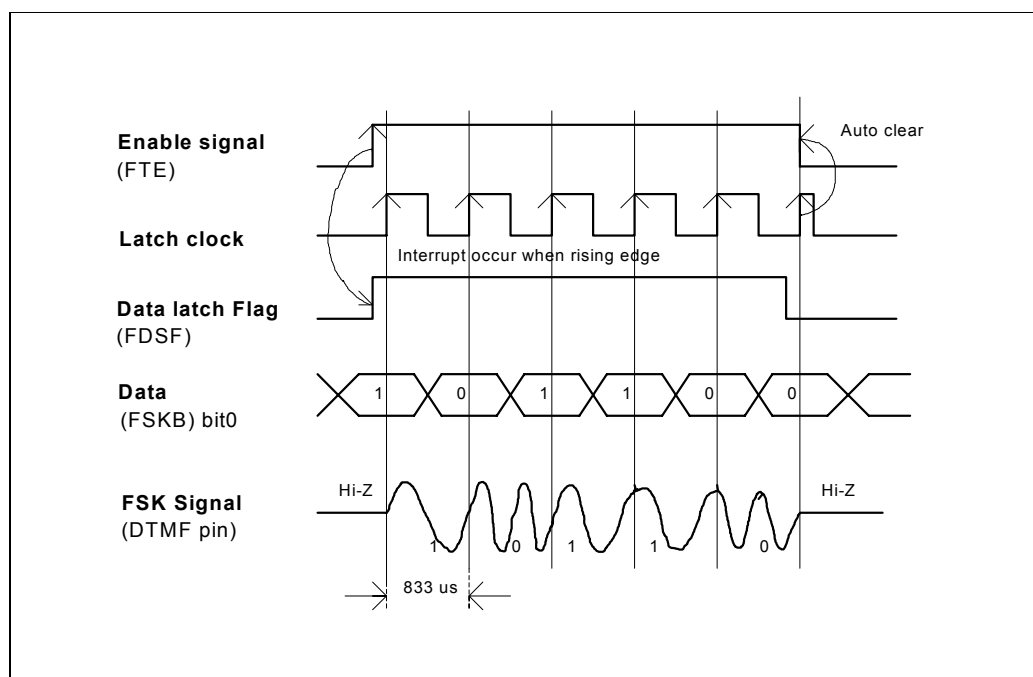 Enable signal
(FTE)
Auto clear
Latch clock
Interrupt occur when rising edge
Data latch Flag
(FDSF)
Data
(FSKB) bit0
1 0 1 1 0 0
FSK Signal
(DTMF pin)
Hi-Z
Hi-Z
1 0 1 1 0
833 us